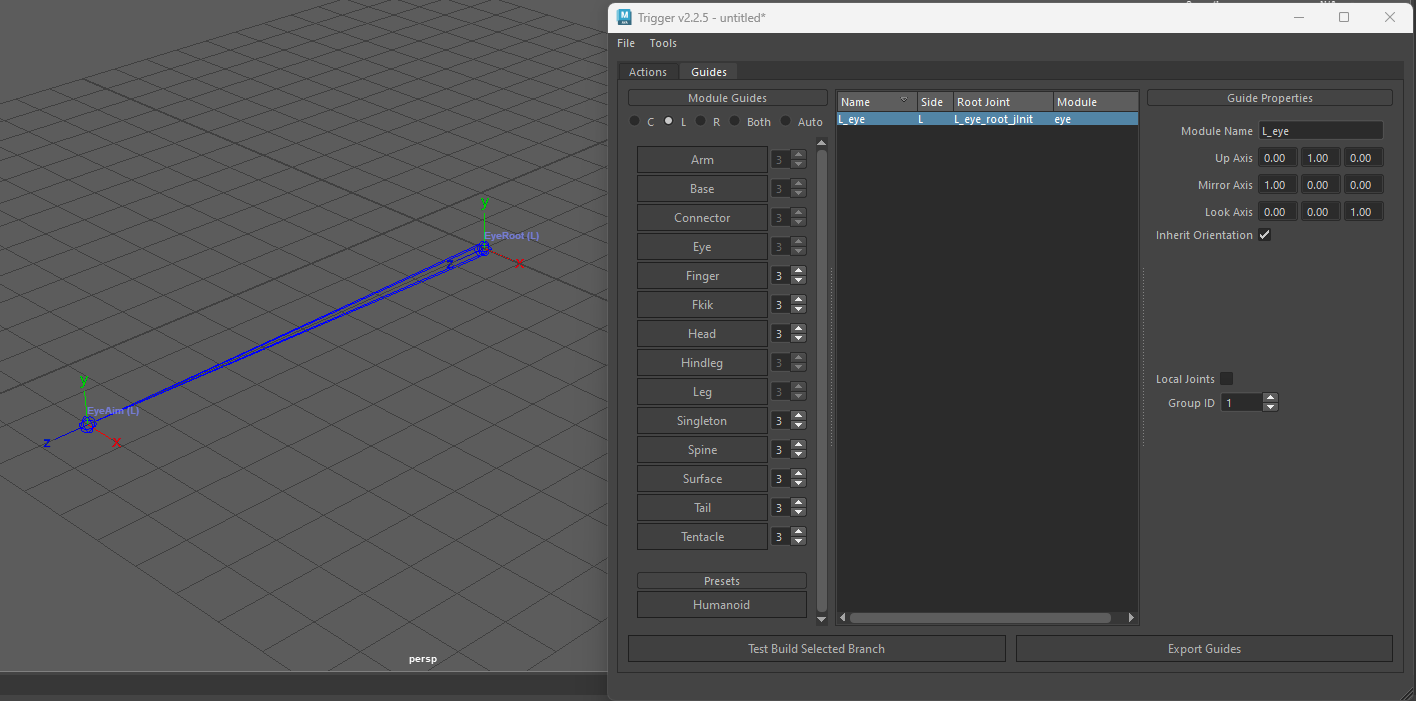 Trigger v2.2.5 - untitled*
File Tools
Actions Guides
Module Guides
C L R Both Auto
Arm 3
Base 3
Connector 3
Eye 3
Finger 3
Fkik 3
Head 3
Hindleg 3
Leg 3
Singleton 3
Spine 3
Surface 3
Tail 3
Tentacle 3
Presets
Humanoid
Name Side Root Joint Module
L_eye L L_eye_root_jInit eye
Guide Properties
Module Name L_eye
Up Axis 0.00 1.00 0.00
Mirror Axis 1.00 0.00 0.00
Look Axis 0.00 0.00 1.00
Inherit Orientation
Local Joints
Group ID 1
Test Build Selected Branch
Export Guides
y
EyeRoot (L)
z
x
y
EyeAim (L)
z
x
persp